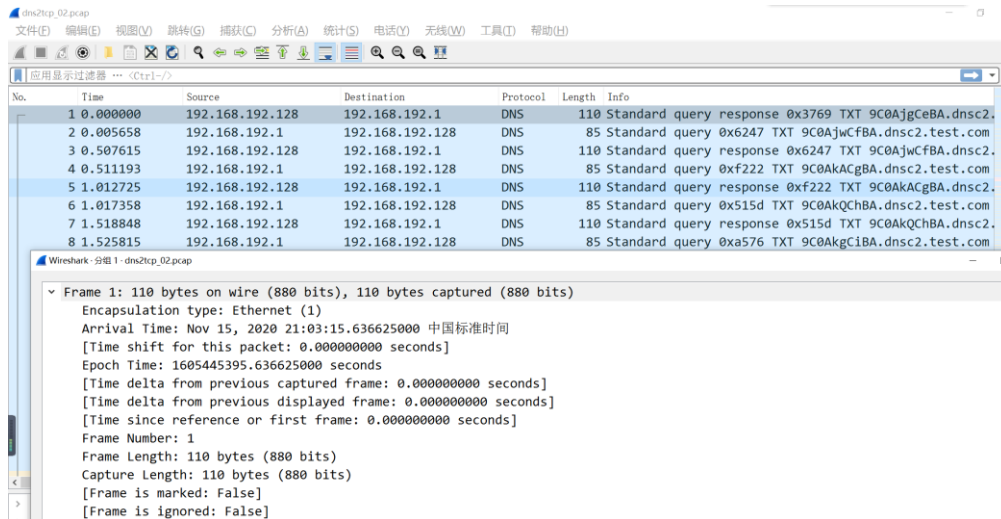 dns2tcp_02.pcap
文件(F) 编辑(E) 视图(V) 跳转(G) 捕获(C) 分析(A) 统计(S) 电话(Y) 无线(W) 工具(T) 帮助(H)
应用显示过滤器 … <Ctrl-/>
No. Time Source Destination Protocol Length Info
1 0.000000 192.168.192.128 192.168.192.1 DNS 110 Standard query response 0x3769 TXT 9C0AjgCeBA.dnsc2.
2 0.005658 192.168.192.1 192.168.192.128 DNS 85 Standard query 0x6247 TXT 9C0AjwCfBA.dnsc2.test.com
3 0.507615 192.168.192.128 192.168.192.1 DNS 110 Standard query response 0x6247 TXT 9C0AjwCfBA.dnsc2.
4 0.511193 192.168.192.1 192.168.192.128 DNS 85 Standard query 0xf222 TXT 9C0AkACgBA.dnsc2.test.com
5 1.012725 192.168.192.128 192.168.192.1 DNS 110 Standard query response 0xf222 TXT 9C0AkACgBA.dnsc2.
6 1.017358 192.168.192.1 192.168.192.128 DNS 85 Standard query 0x515d TXT 9C0AkQChBA.dnsc2.test.com
7 1.518848 192.168.192.128 192.168.192.1 DNS 110 Standard query response 0x515d TXT 9C0AkQChBA.dnsc2.
8 1.525815 192.168.192.1 192.168.192.128 DNS 85 Standard query 0xa576 TXT 9C0AkgCiBA.dnsc2.test.com
Wireshark · 分组 1 · dns2tcp_02.pcap
Frame 1: 110 bytes on wire (880 bits), 110 bytes captured (880 bits)
Encapsulation type: Ethernet (1)
Arrival Time: Nov 15, 2020 21:03:15.636625000 中国标准时间
[Time shift for this packet: 0.000000000 seconds]
Epoch Time: 1605445395.636625000 seconds
[Time delta from previous captured frame: 0.000000000 seconds]
[Time delta from previous displayed frame: 0.000000000 seconds]
[Time since reference or first frame: 0.000000000 seconds]
Frame Number: 1
Frame Length: 110 bytes (880 bits)
Capture Length: 110 bytes (880 bits)
[Frame is marked: False]
[Frame is ignored: False]